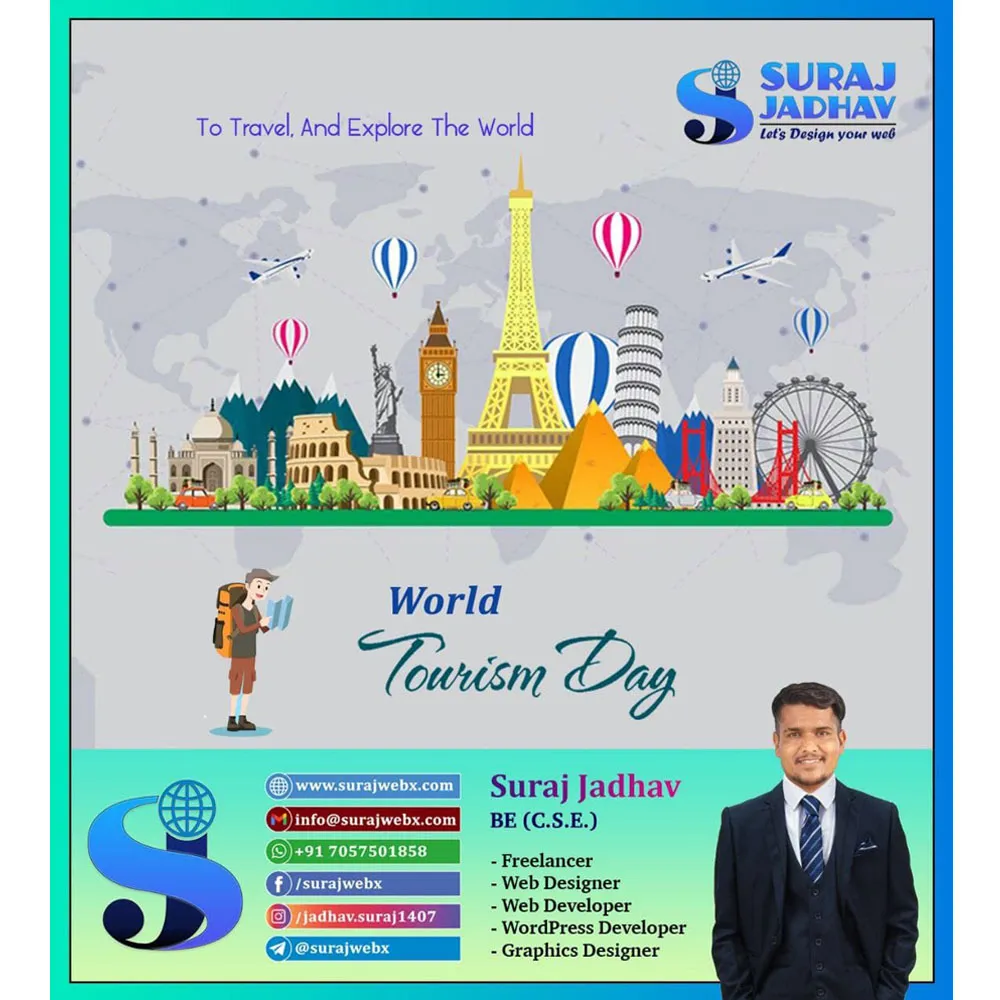 SURAJ
JADHAV
Let's Design your web
To Travel, And Explore The World
World
Tourism Day
www.surajwebx.com
info@surajwebx.com
+91 7057501858
/surajwebx
/jadhav.suraj1407
@surajwebx
Suraj Jadhav
BE (C.S.E.)
- Freelancer
- Web Designer
- Web Developer
- WordPress Developer
- Graphics Designer